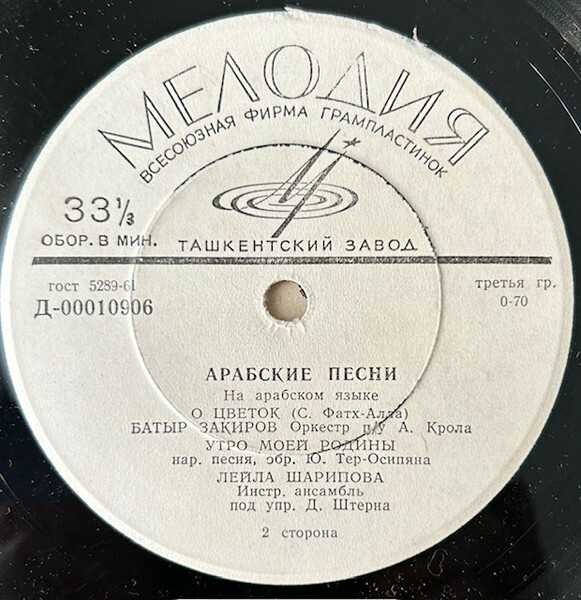 МЕЛОДИЯ
ВСЕСОЮЗНАЯ ФИРМА ГРАМПЛАСТИНОК
33⅓
ОБОР. В МИН.
ТАШКЕНТСКИЙ ЗАВОД
гост 5289-61
Д-00010906
третья гр.
0-70
АРАБСКИЕ ПЕСНИ
На арабском языке
О ЦВЕТОК (С. Фатх-Алла)
БАТЫР ЗАКИРОВ Оркестр п/у А. Крола
УТРО МОЕЙ РОДИНЫ
нар. песня, обр. Ю. Тер-Осипяна
ЛЕЙЛА ШАРИПОВА
Инстр. ансамбль
под упр. Д. Штерна
2 сторона